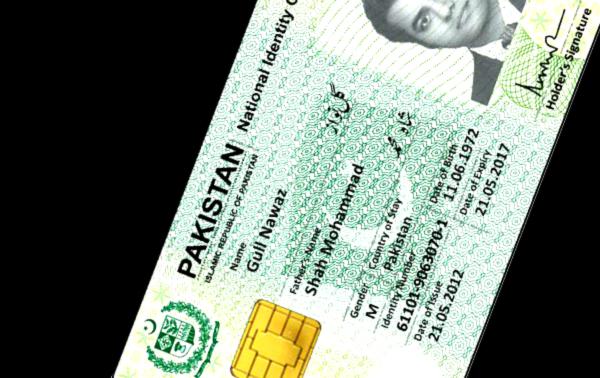 PAKISTAN National Identity C
ISLAMIC REPUBLIC OF PAKISTAN
Name
Gull Nawaz
گل نواز
Father's Name
Shah Mohammad
شاہ محمد
Gender Country of Stay
M Pakistan
Identity Number Date of Birth
61101-9063070-1 11.06.1972
Date of Issue Date of Expiry
21.05.2012 21.05.2017
Holder's Signature